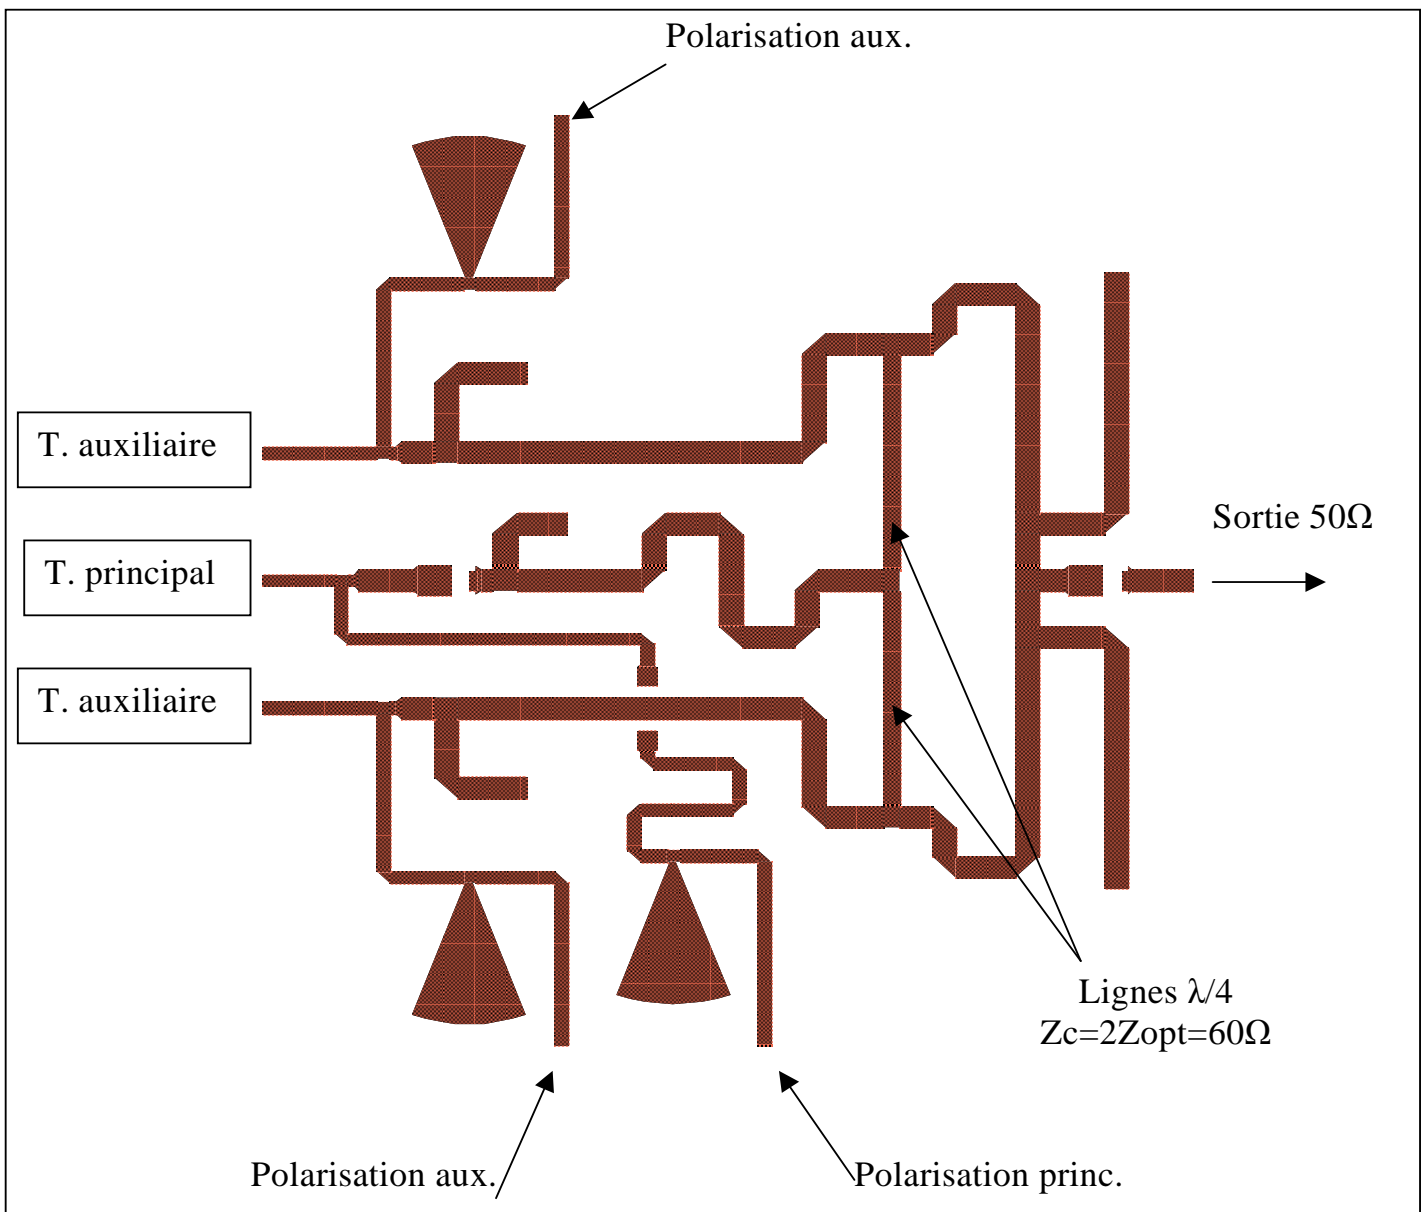 Polarisation aux.
T. auxiliaire
Sortie 50Ω
T. principal
T. auxiliaire
Lignes λ/4
Zc=2Zopt=60Ω
Polarisation aux.
Polarisation princ.